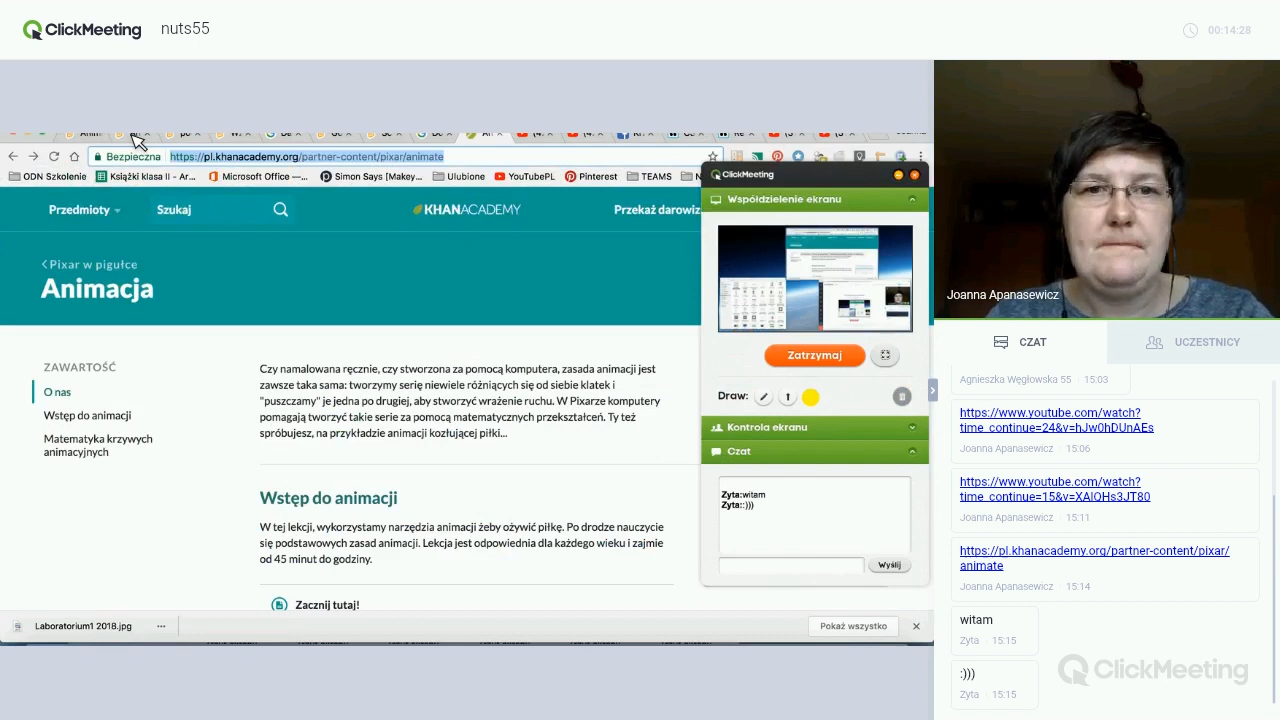 ClickMeeting
nuts55
00:14:28
Bezpieczna
https://pl.khanacademy.org/partner-content/pixar/animate
ODN Szkolenie
Książki klasa II - Ar...
Microsoft Office —...
Simon Says [Makey...
Ulubione
YouTubePL
Pinterest
TEAMS
Przedmioty
Szukaj
KHANACADEMY
Przekaż darowiz
< Pixar w pigułce
Animacja
ZAWARTOŚĆ
O nas
Wstęp do animacji
Matematyka krzywych
animacyjnych
Czy namalowana ręcznie, czy stworzona za pomocą komputera, zasada animacji jest
zawsze taka sama: tworzymy serię niewiele różniących się od siebie klatek i
"puszczamy" je jedna po drugiej, aby stworzyć wrażenie ruchu. W Pixarze komputery
pomagają tworzyć takie serie za pomocą matematycznych przekształceń. Ty też
spróbujesz, na przykładzie animacji kozłującej piłki...
Wstęp do animacji
W tej lekcji, wykorzystamy narzędzia animacji żeby ożywić piłkę. Po drodze nauczycie
się podstawowych zasad animacji. Lekcja jest odpowiednia dla każdego wieku i zajmie
od 45 minut do godziny.
Zacznij tutaj!
Laboratorium1 2018.jpg
Pokaż wszystko
ClickMeeting
Współdzielenie ekranu
Zatrzymaj
Draw:
Kontrola ekranu
Czat
Zyta:witam
Zyta::)))
Wyślij
Joanna Apanasewicz
CZAT
UCZESTNICY
Agnieszka Węgłowska 55 · 15:03
https://www.youtube.com/watch?
time_continue=24&v=hJw0hDUnAEs
Joanna Apanasewicz · 15:06
https://www.youtube.com/watch?
time_continue=15&v=XAlQHs3JT80
Joanna Apanasewicz · 15:11
https://pl.khanacademy.org/partner-content/pixar/
animate
Joanna Apanasewicz · 15:14
witam
Zyta · 15:15
:)))
Zyta · 15:15
ClickMeeting